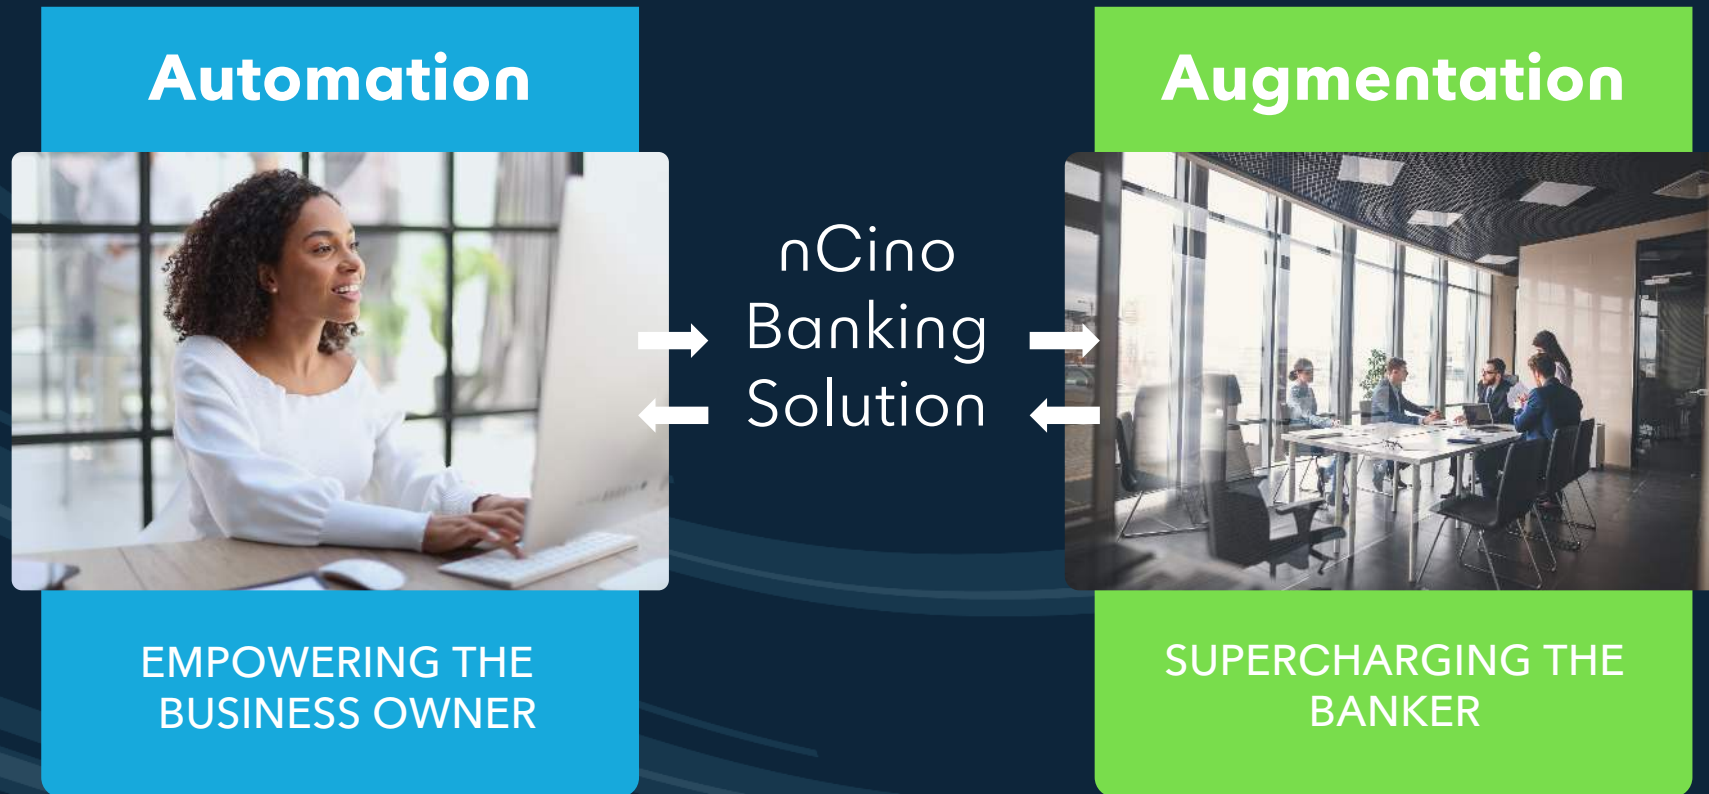 Automation
EMPOWERING THE
BUSINESS OWNER
nCino
Banking
Solution
Augmentation
SUPERCHARGING THE
BANKER